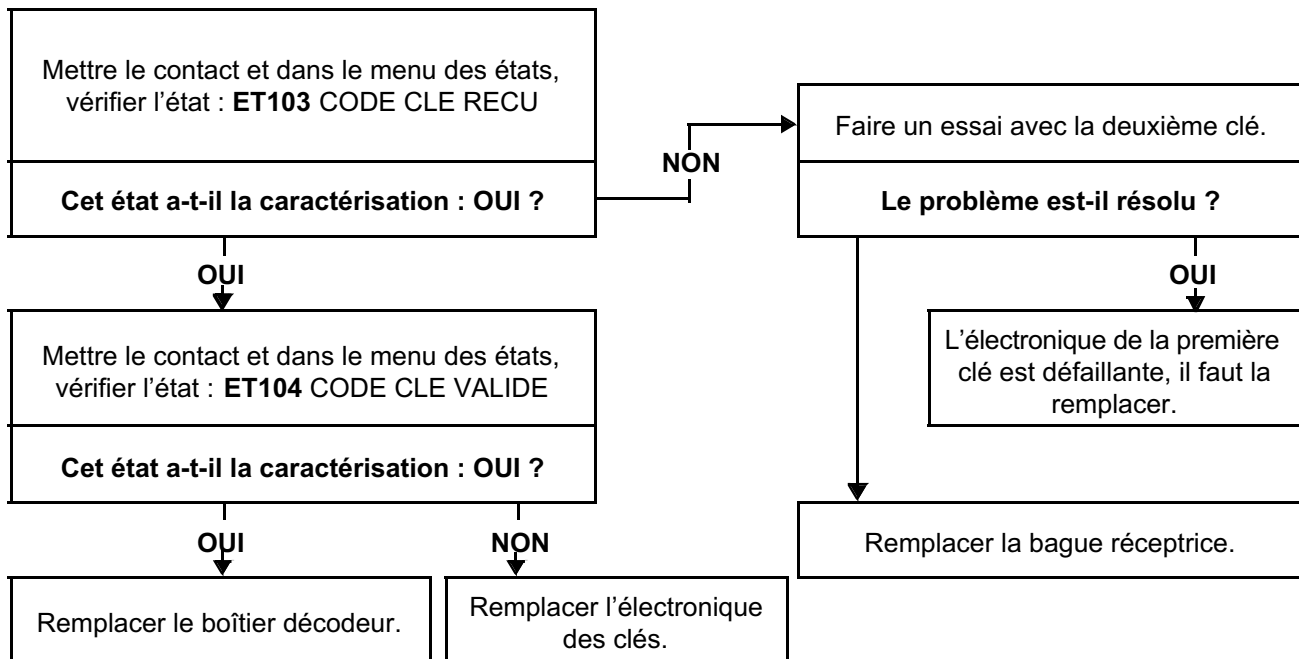 Mettre le contact et dans le menu des états,
vérifier l’état : ET103 CODE CLE RECU
Cet état a-t-il la caractérisation : OUI ?
NON
Faire un essai avec la deuxième clé.
Le problème est-il résolu ?
OUI
OUI
L’électronique de la première
clé est défaillante, il faut la
remplacer.
Mettre le contact et dans le menu des états,
vérifier l’état : ET104 CODE CLE VALIDE
Cet état a-t-il la caractérisation : OUI ?
Remplacer la bague réceptrice.
OUI
NON
Remplacer le boîtier décodeur.
Remplacer l’électronique
des clés.